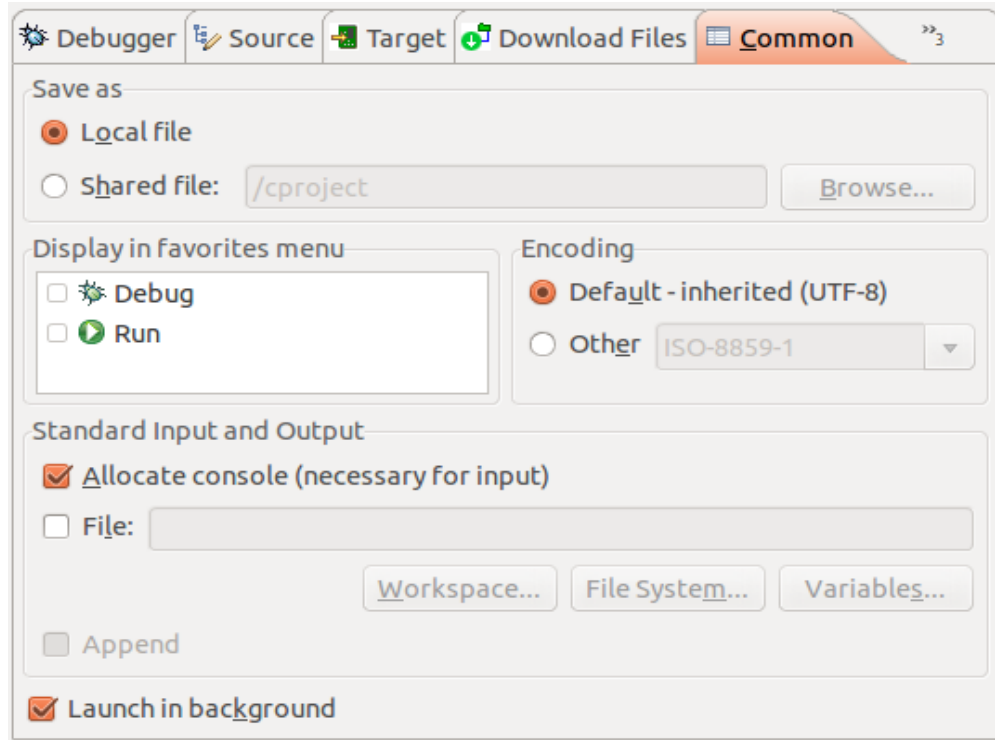 Debugger Source Target Download Files Common »3
Save as
Local file
Shared file: /cproject Browse...
Display in favorites menu Encoding
Debug Default - inherited (UTF-8)
Run Other ISO-8859-1
Standard Input and Output
Allocate console (necessary for input)
File:
Workspace... File System... Variables...
Append
Launch in background